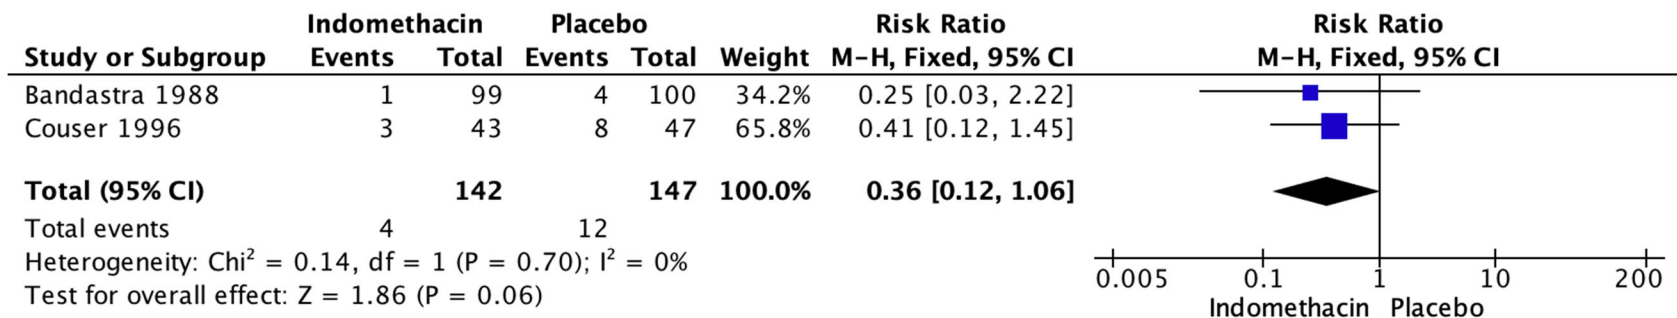 Indomethacin Placebo Risk Ratio Risk Ratio
Study or Subgroup Events Total Events Total Weight M-H, Fixed, 95% CI M-H, Fixed, 95% CI
Bandastra 1988 1 99 4 100 34.2% 0.25 [0.03, 2.22]
Couser 1996 3 43 8 47 65.8% 0.41 [0.12, 1.45]
Total (95% CI) 142 147 100.0% 0.36 [0.12, 1.06]
Total events 4 12
Heterogeneity: Chi² = 0.14, df = 1 (P = 0.70); I² = 0%
Test for overall effect: Z = 1.86 (P = 0.06)
0.005 0.1 1 10 200
Indomethacin Placebo